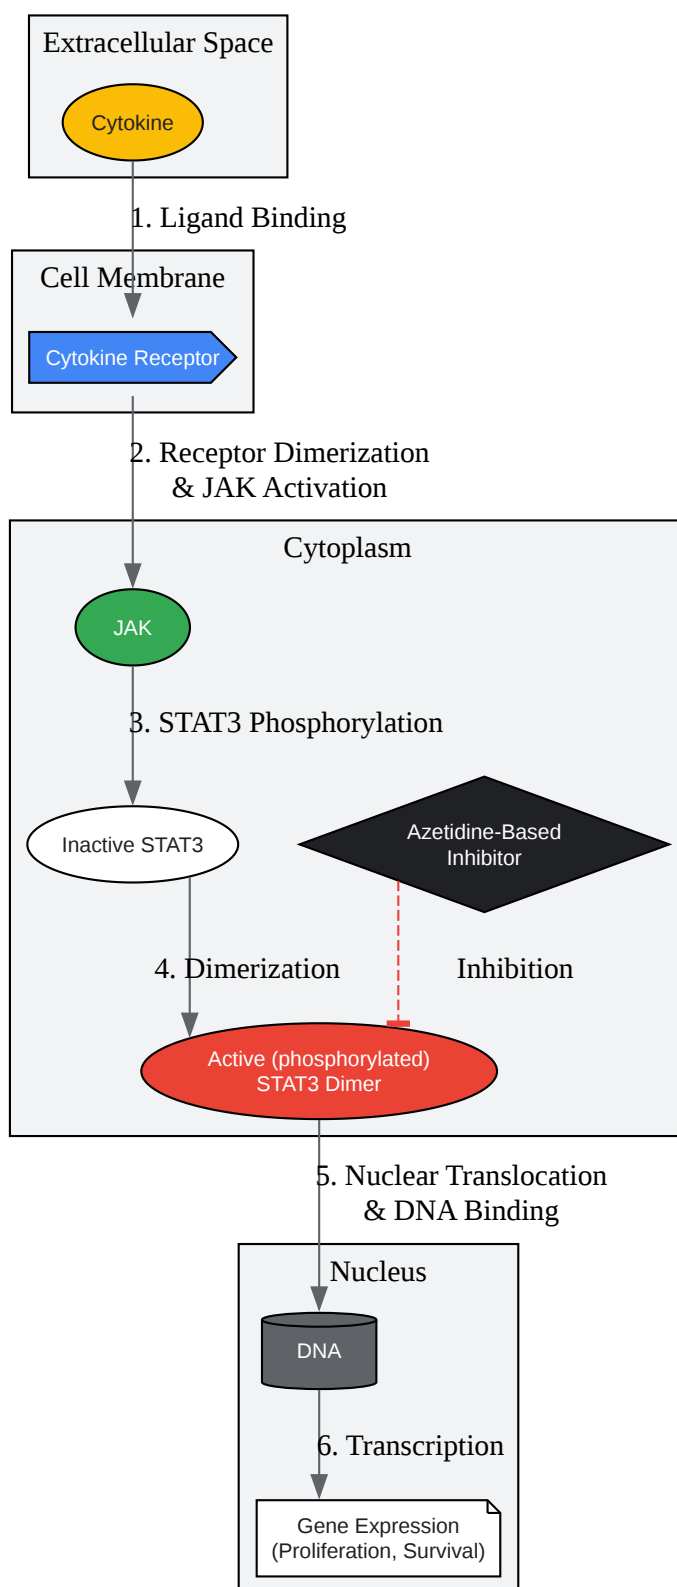 Extracellular Space
Cytokine
1. Ligand Binding
Cell Membrane
Cytokine Receptor
2. Receptor Dimerization
& JAK Activation
Cytoplasm
JAK
3. STAT3 Phosphorylation
Inactive STAT3
Azetidine-Based
Inhibitor
4. Dimerization
Inhibition
Active (phosphorylated)
STAT3 Dimer
5. Nuclear Translocation
& DNA Binding
Nucleus
DNA
6. Transcription
Gene Expression
(Proliferation, Survival)